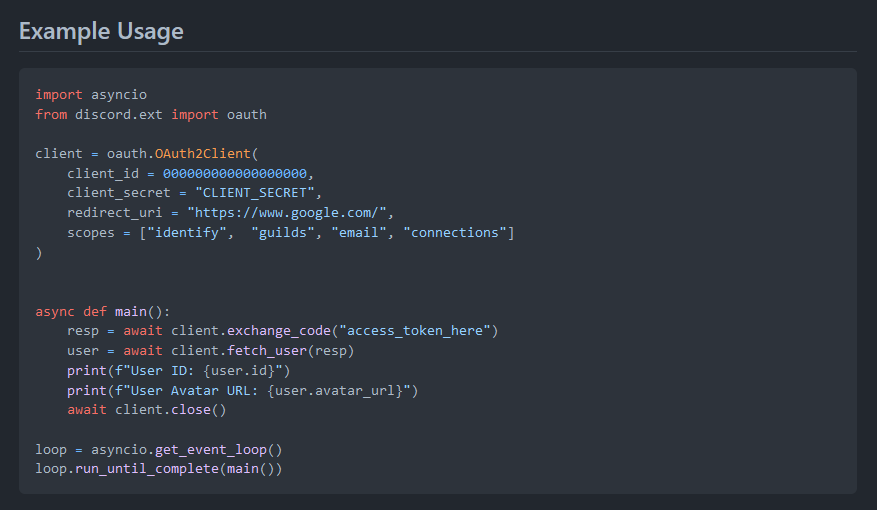 Example Usage
import asyncio
from discord.ext import oauth
client = oauth.OAuth2Client(
    client_id = 000000000000000000,
    client_secret = "CLIENT_SECRET",
    redirect_uri = "https://www.google.com/",
    scopes = ["identify",  "guilds", "email", "connections"]
)
async def main():
    resp = await client.exchange_code("access_token_here")
    user = await client.fetch_user(resp)
    print(f"User ID: {user.id}")
    print(f"User Avatar URL: {user.avatar_url}")
    await client.close()
loop = asyncio.get_event_loop()
loop.run_until_complete(main())